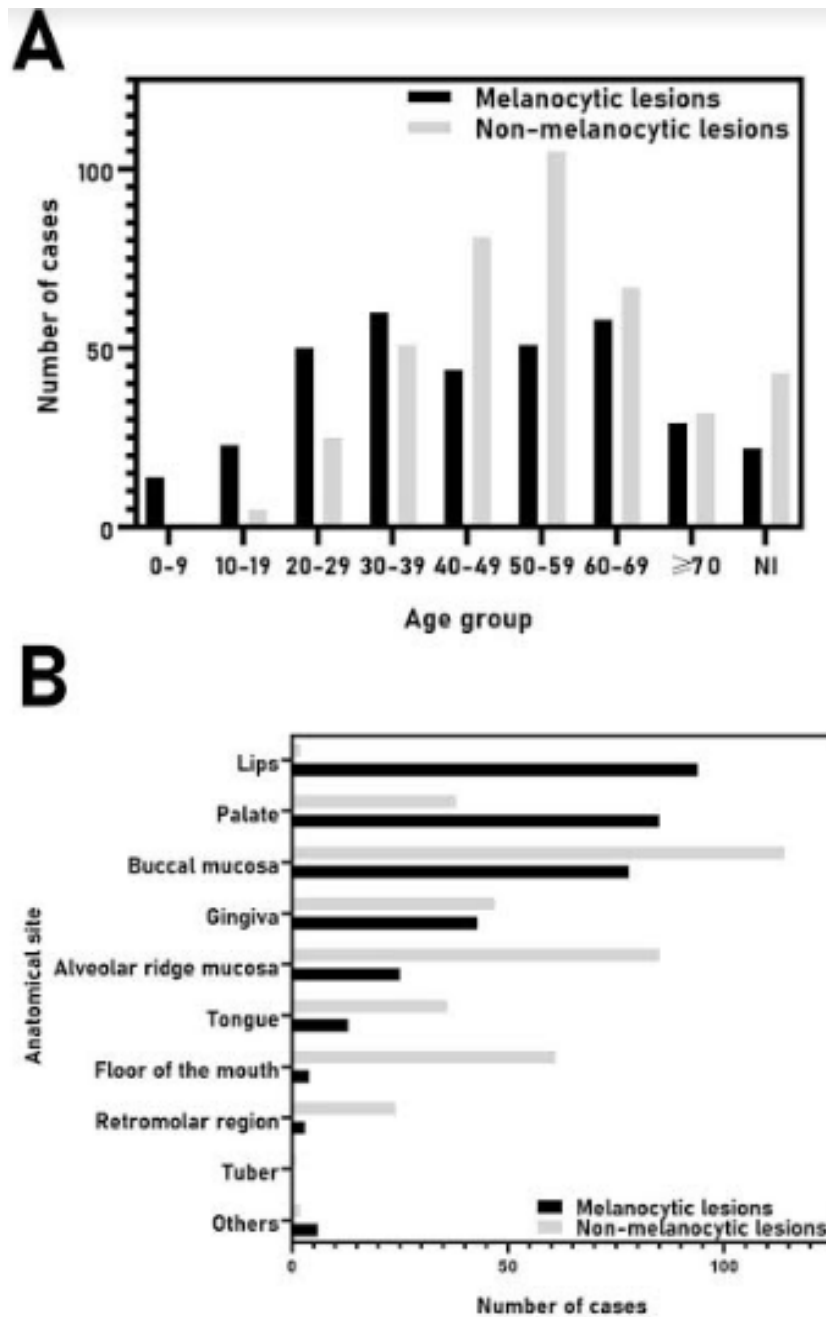 A
Melanocytic lesions
Non-melanocytic lesions
100
50
0
Number of cases
0-9 10-19 20-29 30-39 40-49 50-59 60-69 ⩾70 NI
Age group
B
Lips
Palate
Buccal mucosa
Gingiva
Alveolar ridge mucosa
Tongue
Floor of the mouth
Retromolar region
Tuber
Others
Anatomical site
Melanocytic lesions
Non-melanocytic lesions
0 50 100
Number of cases